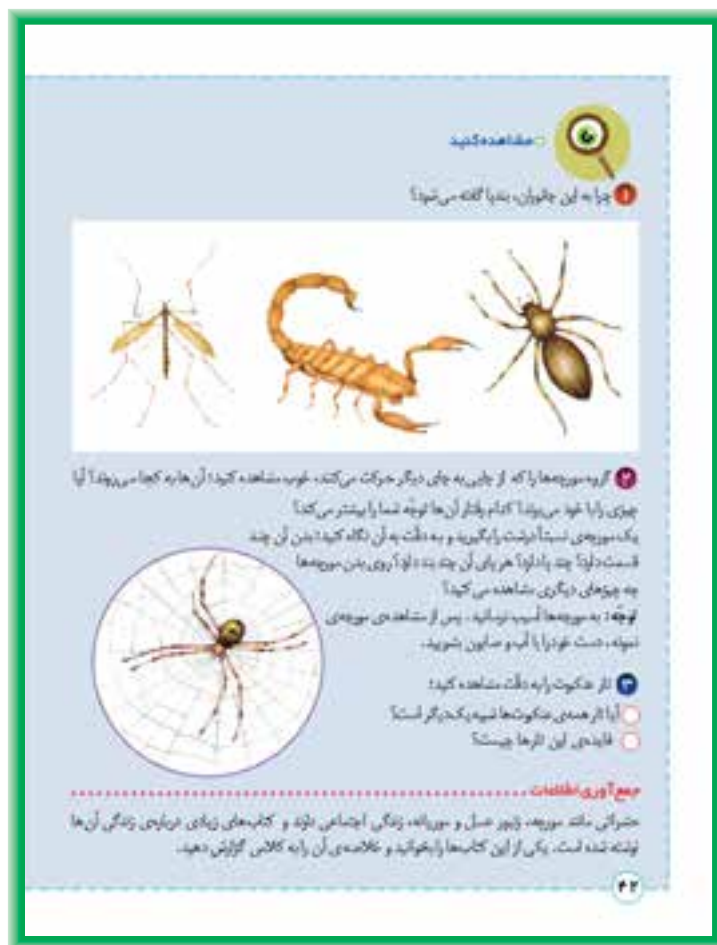 مشاهده کنید
۱ چرا به این جانوران، بندپا گفته می‌شود؟
۲ گروه مورچه‌ها را که از جایی به جای دیگر حرکت می‌کنند، خوب مشاهده کنید؛ آن‌ها به کجا می‌روند؟ آیا
چیزی را با خود می‌برند؟ کدام رفتار آن‌ها توجّه شما را بیشتر می‌کند؟
یک مورچه‌ی نسبتاً درشت را بگیرید و به دقّت به آن نگاه کنید؛ بدن آن چند
قسمت دارد؟ چند پا دارد؟ هر پای آن چند بند دارد؟ روی بدن مورچه‌ها
چه چیزهای دیگری مشاهده می کنید؟
توجّه: به مورچه‌ها آسیب نرسانید. پس از مشاهده‌ی مورچه‌ی
نمونه، دست خود را با آب و صابون بشویید.
۳ تار عنکبوت را به دقّت مشاهده کنید؛
آیا تار همه‌ی عنکبوت‌ها شبیه یک‌دیگر است؟
فایده‌ی این تارها چیست؟
جمع‌آوری اطلاعات
حشراتی مانند مورچه، زنبور عسل و موریانه، زندگی اجتماعی دارند و کتاب‌های زیادی درباره‌ی زندگی آن‌ها
نوشته شده است. یکی از این کتاب‌ها را بخوانید و خلاصه‌ی آن را به کلاس گزارش دهید.
۴۲